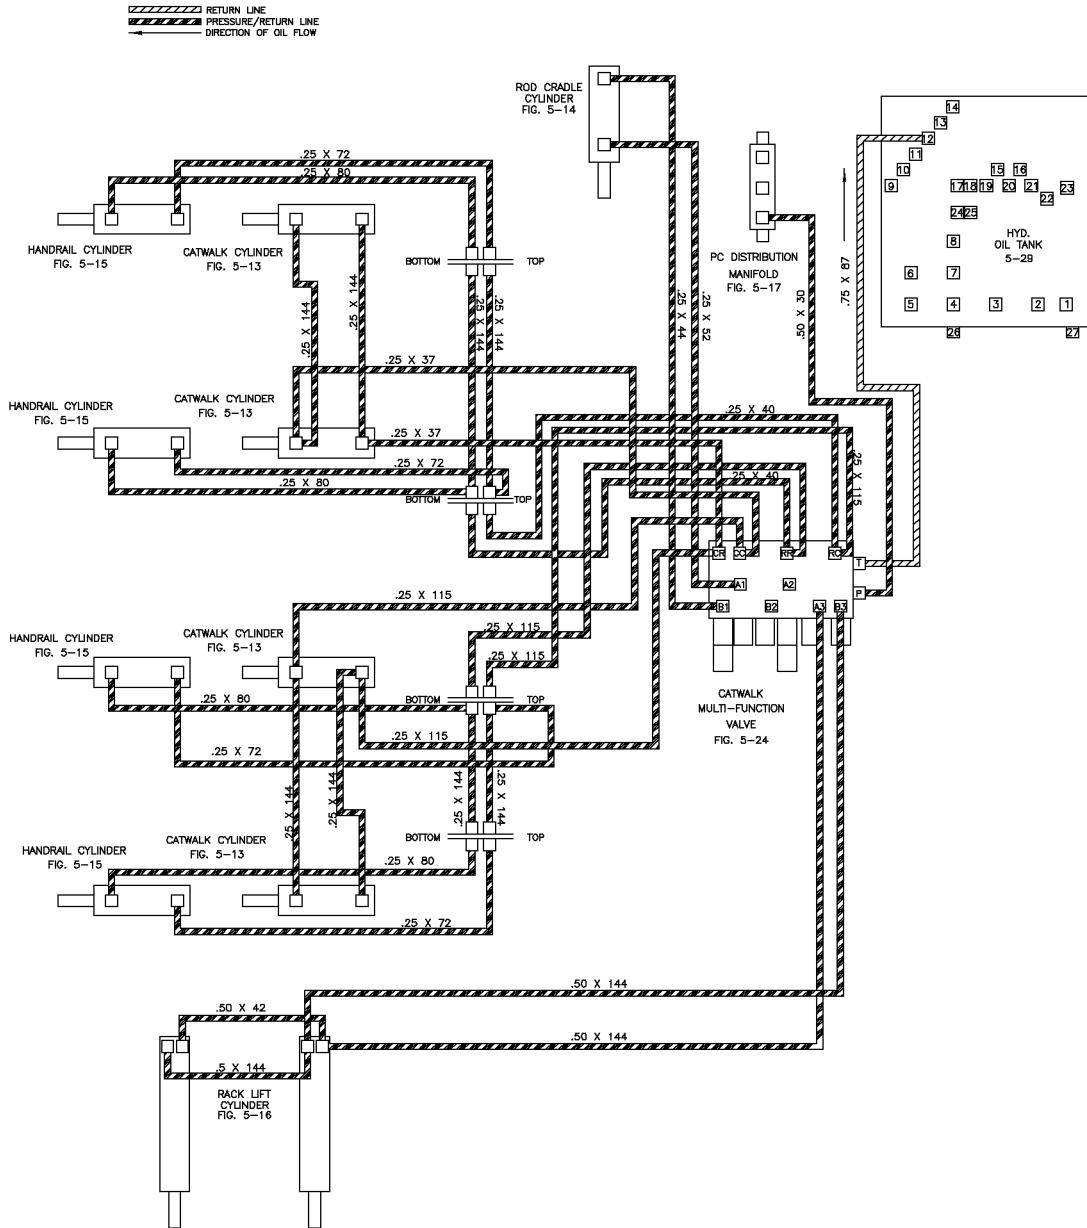 RETURN LINE
PRESSURE/RETURN LINE
DIRECTION OF OIL FLOW
ROD CRADLE
CYLINDER
FIG. 5-14
14
13
12
11
10
9
15
16
17
18
19
20
21
22
23
24
25
8
HYD.
OIL TANK
5-29
6
7
5
4
3
2
1
26
27
.25 X 72
.25 X 80
HANDRAIL CYLINDER
FIG. 5-15
CATWALK CYLINDER
FIG. 5-13
BOTTOM
TOP
PC DISTRIBUTION
MANIFOLD
FIG. 5-17
.75 X 87
.50 X 30
.25 X 144
.25 X 144
.25 X 144
.25 X 144
.25 X 44
.25 X 52
.25 X 37
HANDRAIL CYLINDER
FIG. 5-15
CATWALK CYLINDER
FIG. 5-13
.25 X 37
.25 X 40
.25 X 72
.25 X 80
.25 X 40
.25 X 115
BOTTOM
TOP
CR
CC
RR
RC
T
P
A1
A2
B1
B2
A3
B3
.25 X 115
.25 X 115
.25 X 115
HANDRAIL CYLINDER
FIG. 5-15
CATWALK CYLINDER
FIG. 5-13
.25 X 80
BOTTOM
TOP
CATWALK
MULTI-FUNCTION
VALVE
FIG. 5-24
.25 X 115
.25 X 72
.25 X 144
.25 X 144
.25 X 144
.25 X 144
HANDRAIL CYLINDER
FIG. 5-15
CATWALK CYLINDER
FIG. 5-13
BOTTOM
TOP
.25 X 80
.25 X 72
.50 X 144
.50 X 42
.50 X 144
.5 X 144
RACK LIFT
CYLINDER
FIG. 5-16